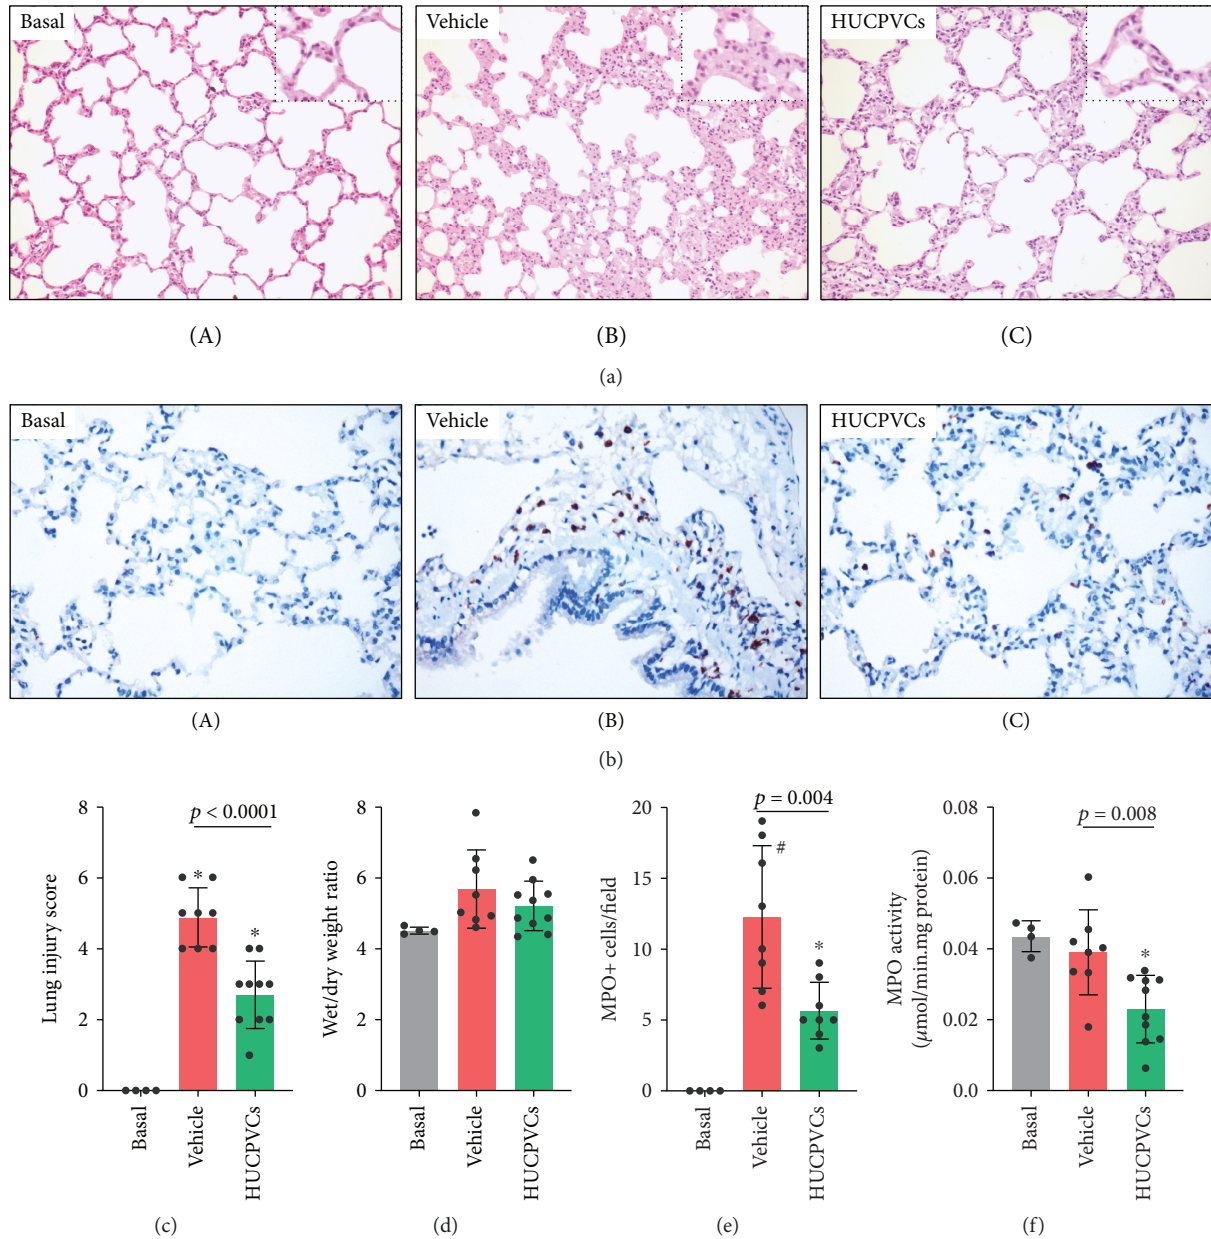 Basal
Vehicle
HUCPVCs
(A)
(B)
(C)
(a)
Basal
Vehicle
HUCPVCs
(A)
(B)
(C)
(b)
8
6
4
2
0
Lung injury score
p < 0.0001
*
*
Basal
Vehicle
HUCPVCs
(c)
8
6
4
2
0
Wet/dry weight ratio
Basal
Vehicle
HUCPVCs
(d)
20
15
10
5
0
MPO+ cells/field
p = 0.004
#
*
Basal
Vehicle
HUCPVCs
(e)
0.08
0.06
0.04
0.02
0.0
MPO activity
(μmol/min.mg protein)
p = 0.008
*
Basal
Vehicle
HUCPVCs
(f)